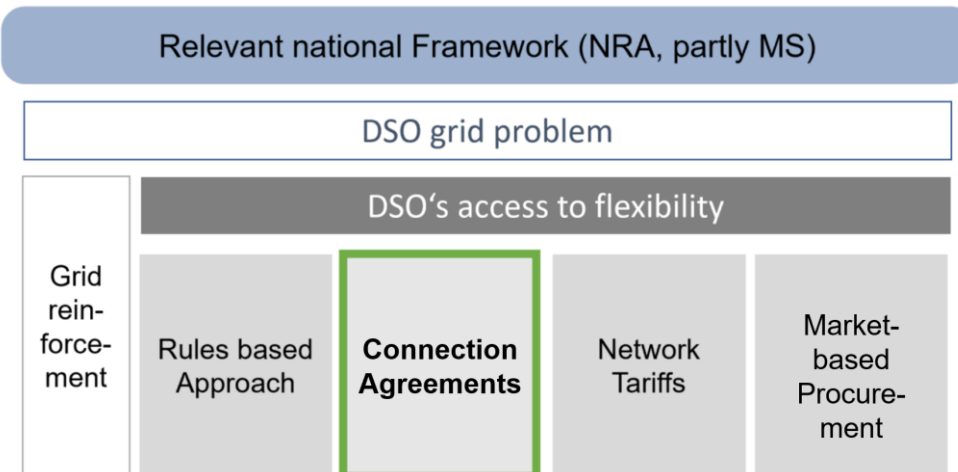 Relevant national Framework (NRA, partly MS)
DSO grid problem
DSO‘s access to flexibility
Grid
rein-
force-
ment
Rules based
Approach
Connection
Agreements
Network
Tariffs
Market-
based
Procure-
ment